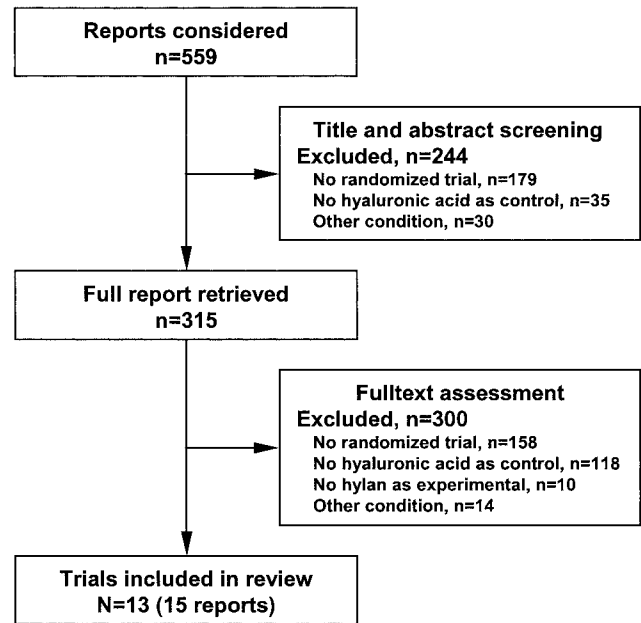 Reports considered
n=559
Title and abstract screening
Excluded, n=244
No randomized trial, n=179
No hyaluronic acid as control, n=35
Other condition, n=30
Full report retrieved
n=315
Fulltext assessment
Excluded, n=300
No randomized trial, n=158
No hyaluronic acid as control, n=118
No hylan as experimental, n=10
Other condition, n=14
Trials included in review
N=13 (15 reports)